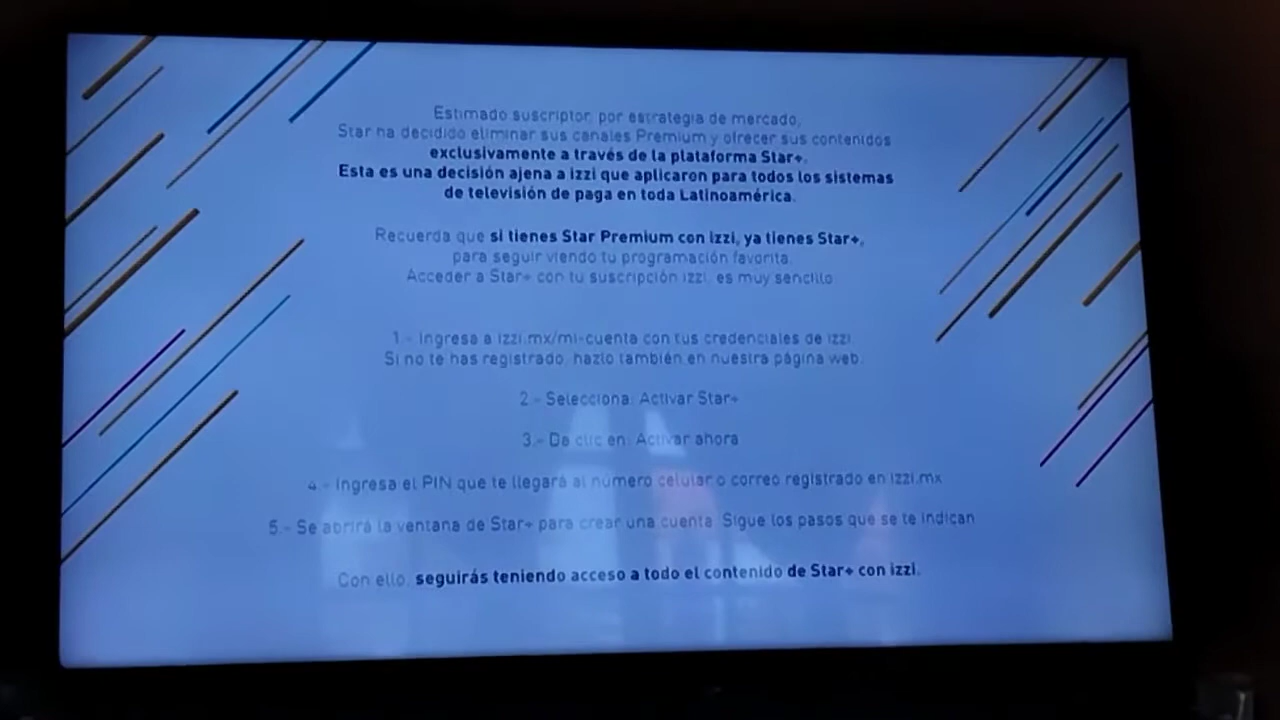 Estimado suscriptor, por estrategia de mercado,
Star ha decidido eliminar sus canales Premium y ofrecer sus contenidos
exclusivamente a través de la plataforma Star+.
Esta es una decisión ajena a izzi que aplicaron para todos los sistemas
de televisión de paga en toda Latinoamérica.
Recuerda que si tienes Star Premium con izzi, ya tienes Star+,
para seguir viendo tu programación favorita.
Acceder a Star+ con tu suscripción izzi, es muy sencillo:
1.- Ingresa a izzi.mx/mi-cuenta con tus credenciales de izzi.
Si no te has registrado, hazlo también en nuestra página web.
2.- Selecciona: Activar Star+
3.- Da clic en: Activar ahora
4.- Ingresa el PIN que te llegará al número celular o correo registrado en izzi.mx
5.- Se abrirá la ventana de Star+ para crear una cuenta. Sigue los pasos que se te indican
Con ello, seguirás teniendo acceso a todo el contenido de Star+ con izzi.